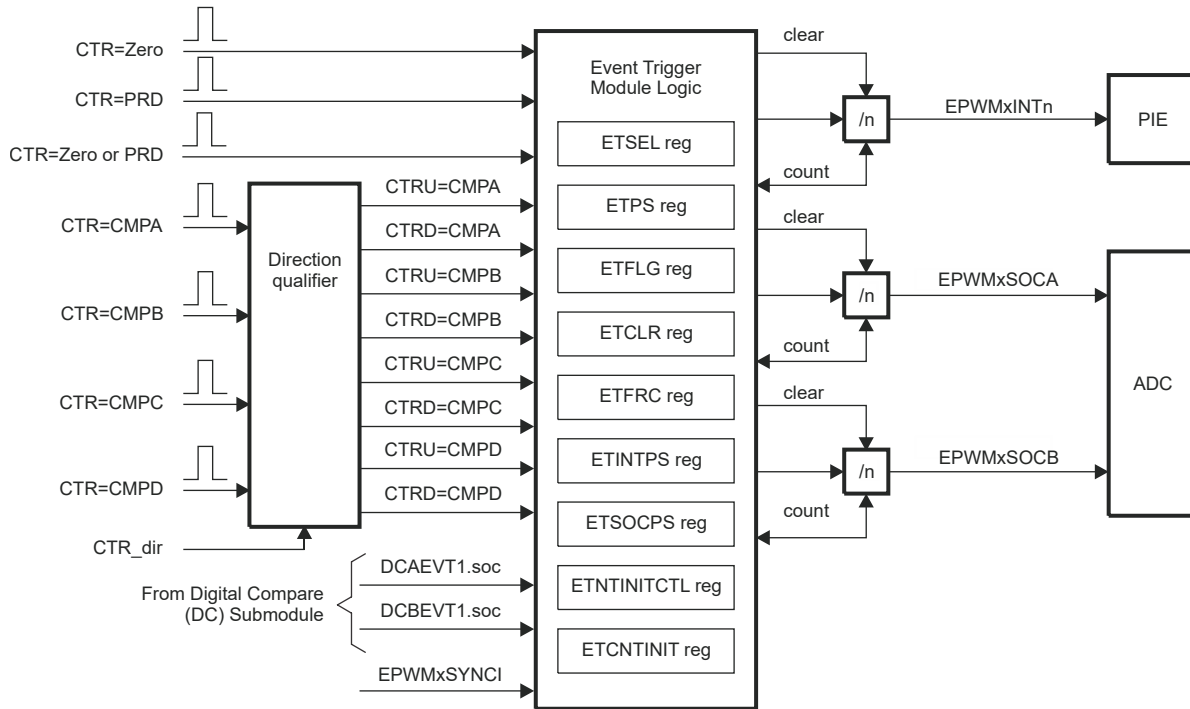 CTR=Zero
CTR=PRD
CTR=Zero or PRD
CTR=CMPA
CTR=CMPB
CTR=CMPC
CTR=CMPD
CTR_dir
Direction
qualifier
CTRU=CMPA
CTRD=CMPA
CTRU=CMPB
CTRD=CMPB
CTRU=CMPC
CTRD=CMPC
CTRU=CMPD
CTRD=CMPD
From Digital Compare
(DC) Submodule
DCAEVT1.soc
DCBEVT1.soc
EPWMxSYNCI
Event Trigger
Module Logic
ETSEL reg
ETPS reg
ETFLG reg
ETCLR reg
ETFRC reg
ETINTPS reg
ETSOCPS reg
ETNTINITCTL reg
ETCNTINIT reg
clear
/n
count
EPWMxINTn
PIE
clear
/n
count
EPWMxSOCA
clear
/n
count
EPWMxSOCB
ADC